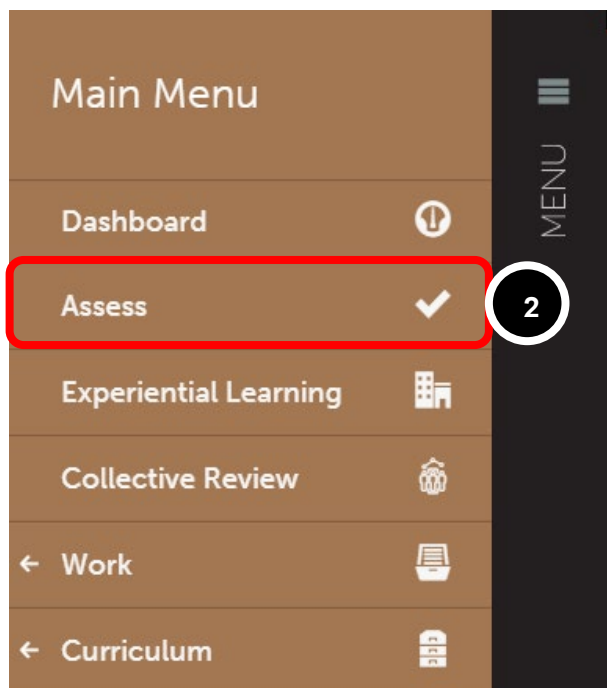 Main Menu
MENU
Dashboard
Assess
2
Experiential Learning
Collective Review
Work
Curriculum